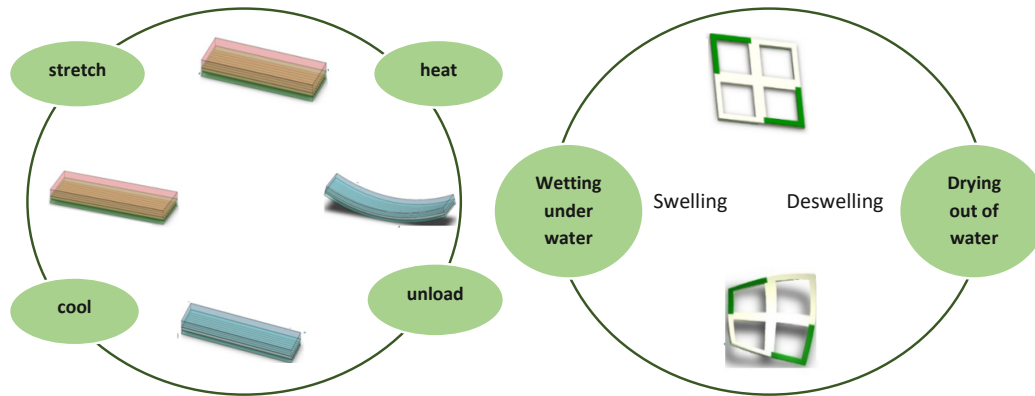 stretch
heat
cool
unload
Wetting
under
water
Swelling
Deswelling
Drying
out of
water